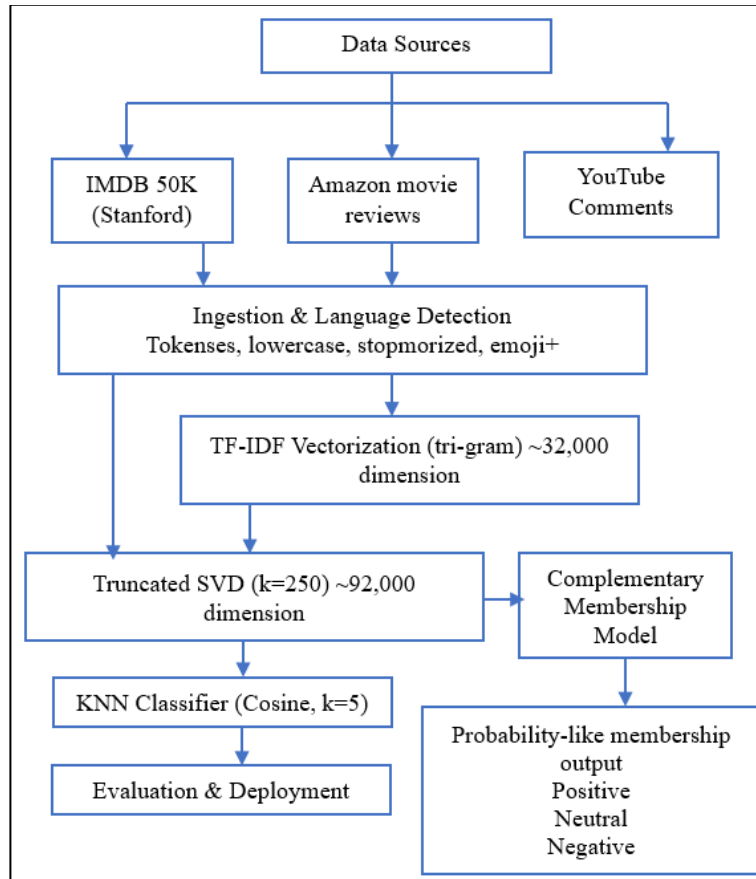 Data Sources
IMDB 50K
(Stanford)
Amazon movie
reviews
YouTube
Comments
Ingestion & Language Detection
Tokenses, lowercase, stopmorized, emoji+
TF-IDF Vectorization (tri-gram) ~32,000
dimension
Truncated SVD (k=250) ~92,000
dimension
Complementary
Membership
Model
KNN Classifier (Cosine, k=5)
Evaluation & Deployment
Probability-like membership
output
Positive
Neutral
Negative